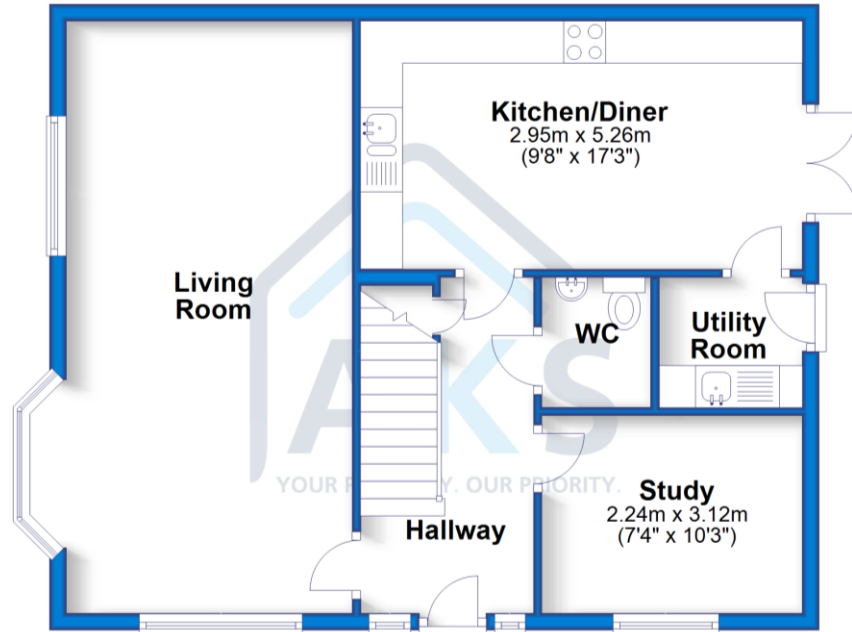 Kitchen/Diner
2.95m x 5.26m
(9'8" x 17'3")
Living
Room
WC
Utility
Room
AKS
YOUR P Y. OUR PRIORITY.
Study
2.24m x 3.12m
(7'4" x 10'3")
Hallway